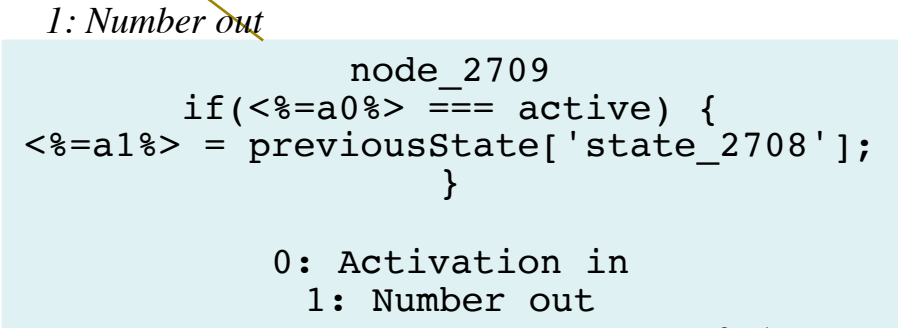 1: Number out
node_2709
if(<%=a0%> === active) {
<%=a1%> = previousState['state_2708'];
}
0: Activation in
1: Number out